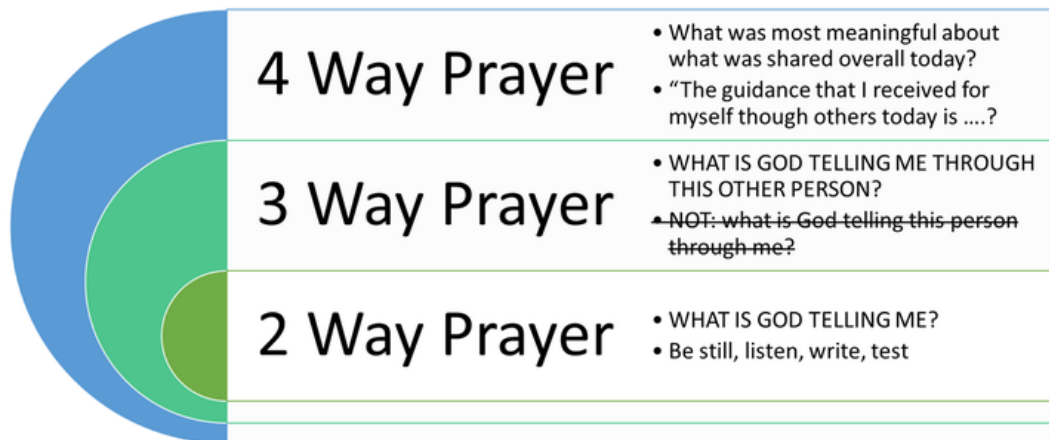 4 Way Prayer
• What was most meaningful about
what was shared overall today?
• “The guidance that I received for
myself though others today is ....?
3 Way Prayer
• WHAT IS GOD TELLING ME THROUGH
THIS OTHER PERSON?
• NOT: what is God telling this person
through me?
2 Way Prayer
• WHAT IS GOD TELLING ME?
• Be still, listen, write, test